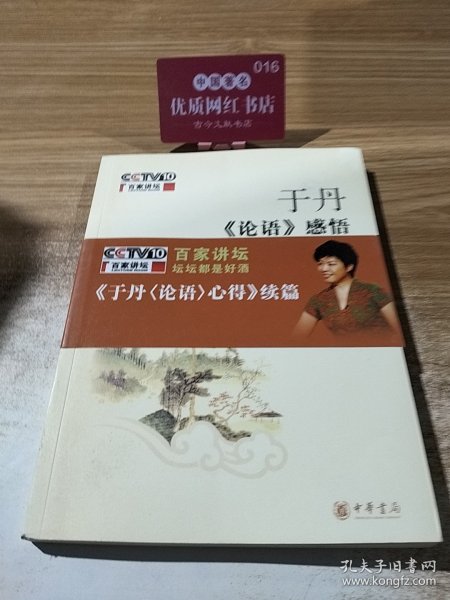 016
中国著名
优质网红书店
古今文献书店
CCTV10
百家讲坛
于丹
《论语》感悟
CCTV10
百家讲坛
百家讲坛
坛坛都是好酒
《于丹〈论语〉心得》续篇
中華書局
孔夫子旧书网
www.kongfz.com